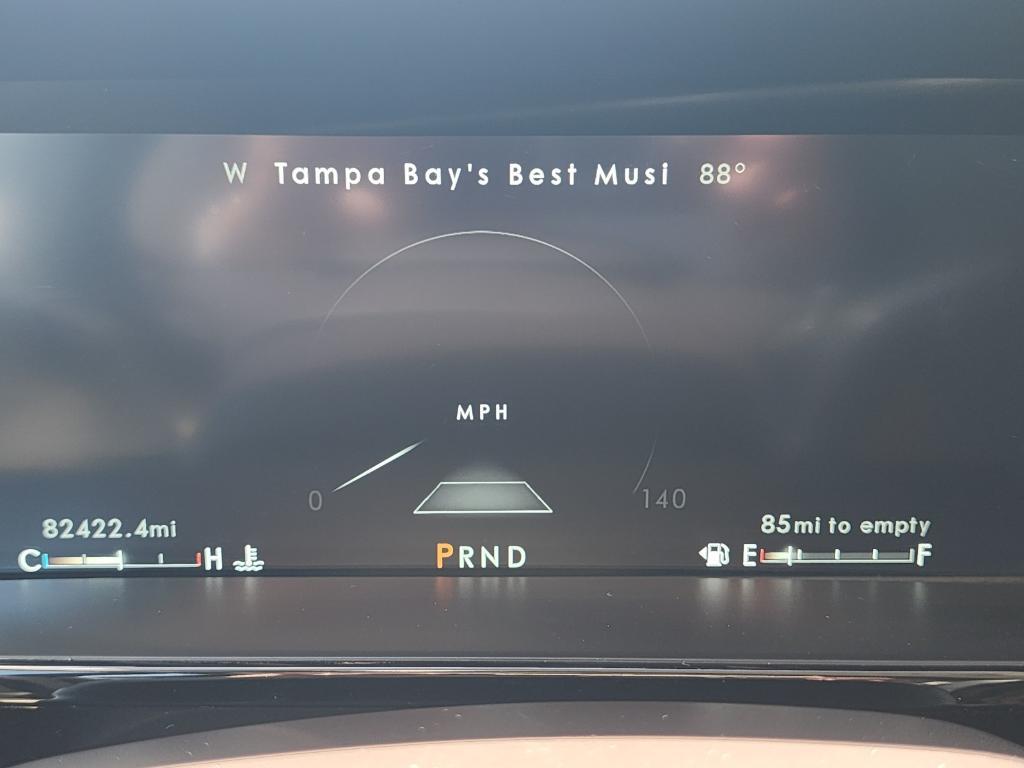 W Tampa Bay's Best Musi 88°
MPH
0 140
82422.4mi 85mi to empty
C H PRND E F